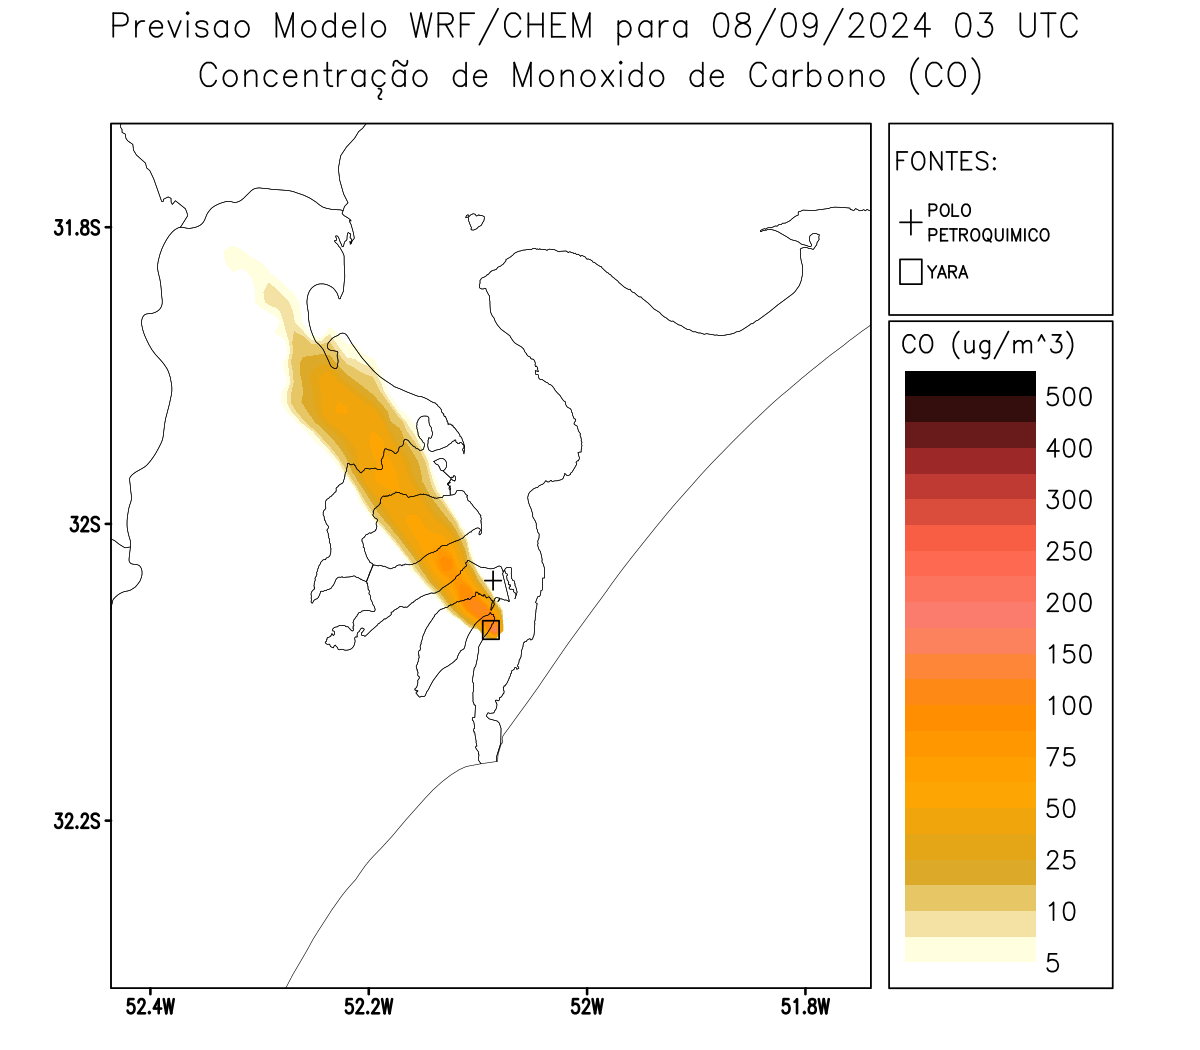 Previsao Modelo WRF/CHEM para 08/09/2024 03 UTC
Concentração de Monoxido de Carbono (CO)
FONTES:
POLO
PETROQUIMICO
YARA
CO (ug/m^3)
500
400
300
250
200
150
100
75
50
25
10
5
31.8S
32S
32.2S
52.4W
52.2W
52W
51.8W